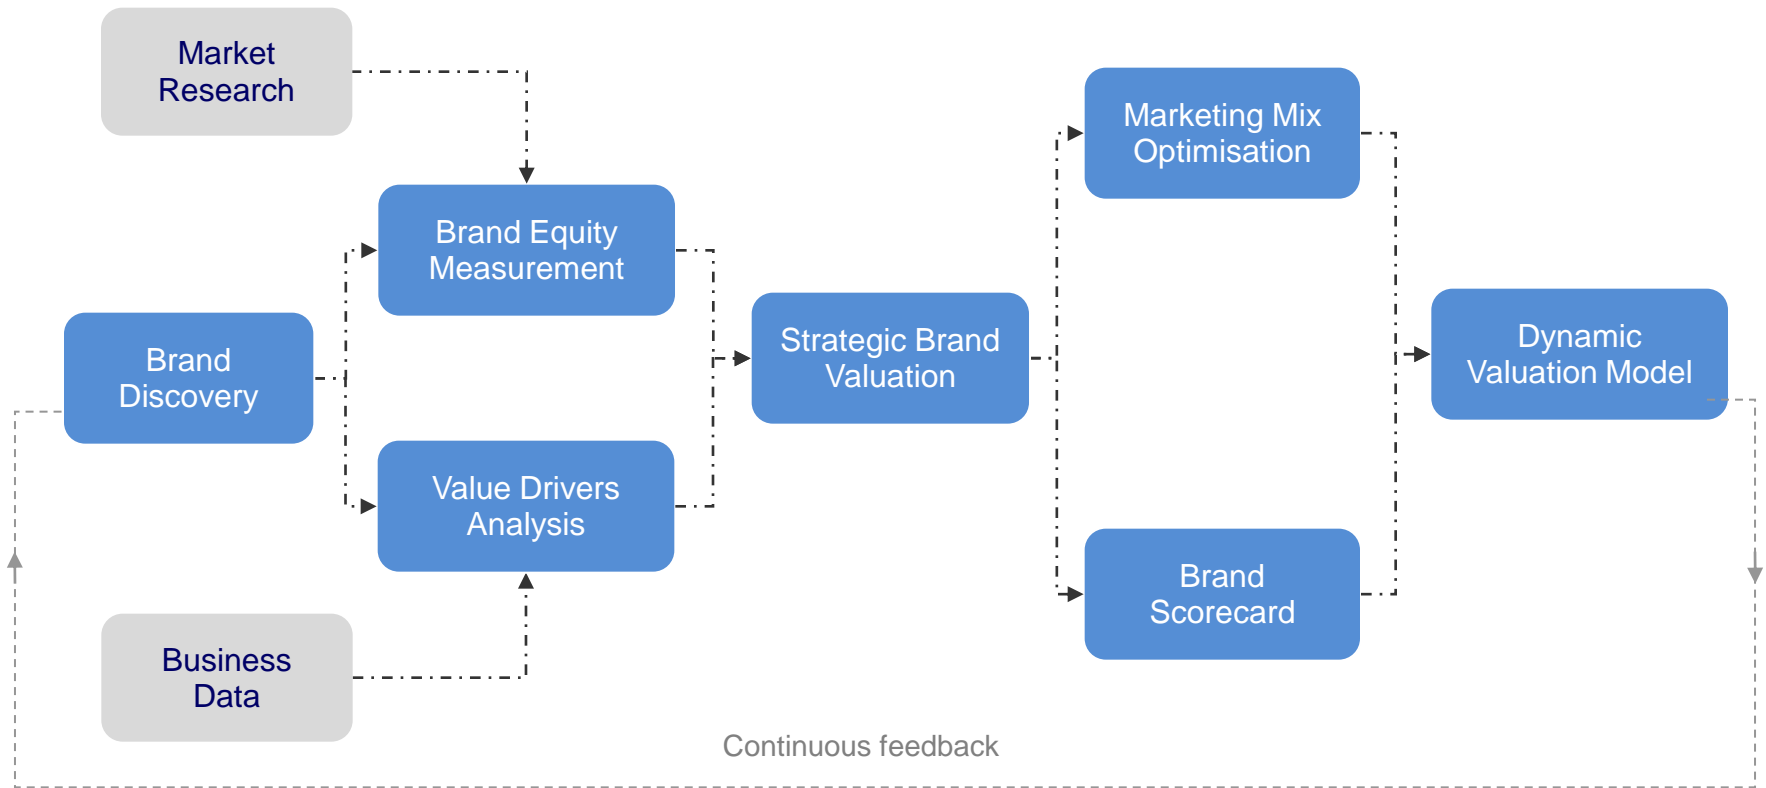 Market
Research
Marketing Mix
Optimisation
Brand Equity
Measurement
Brand
Discovery
Strategic Brand
Valuation
Dynamic
Valuation Model
Value Drivers
Analysis
Brand
Scorecard
Business
Data
Continuous feedback